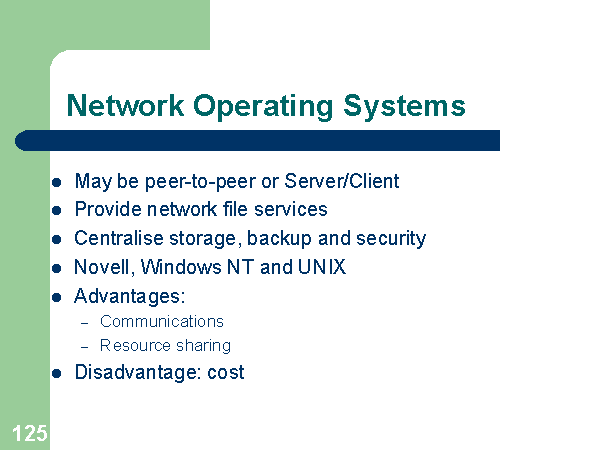 Network Operating Systems
May be peer-to-peer or Server/Client
Provide network file services
Centralise storage, backup and security
Novell, Windows NT and UNIX
Advantages:
– Communications
– Resource sharing
Disadvantage: cost
125